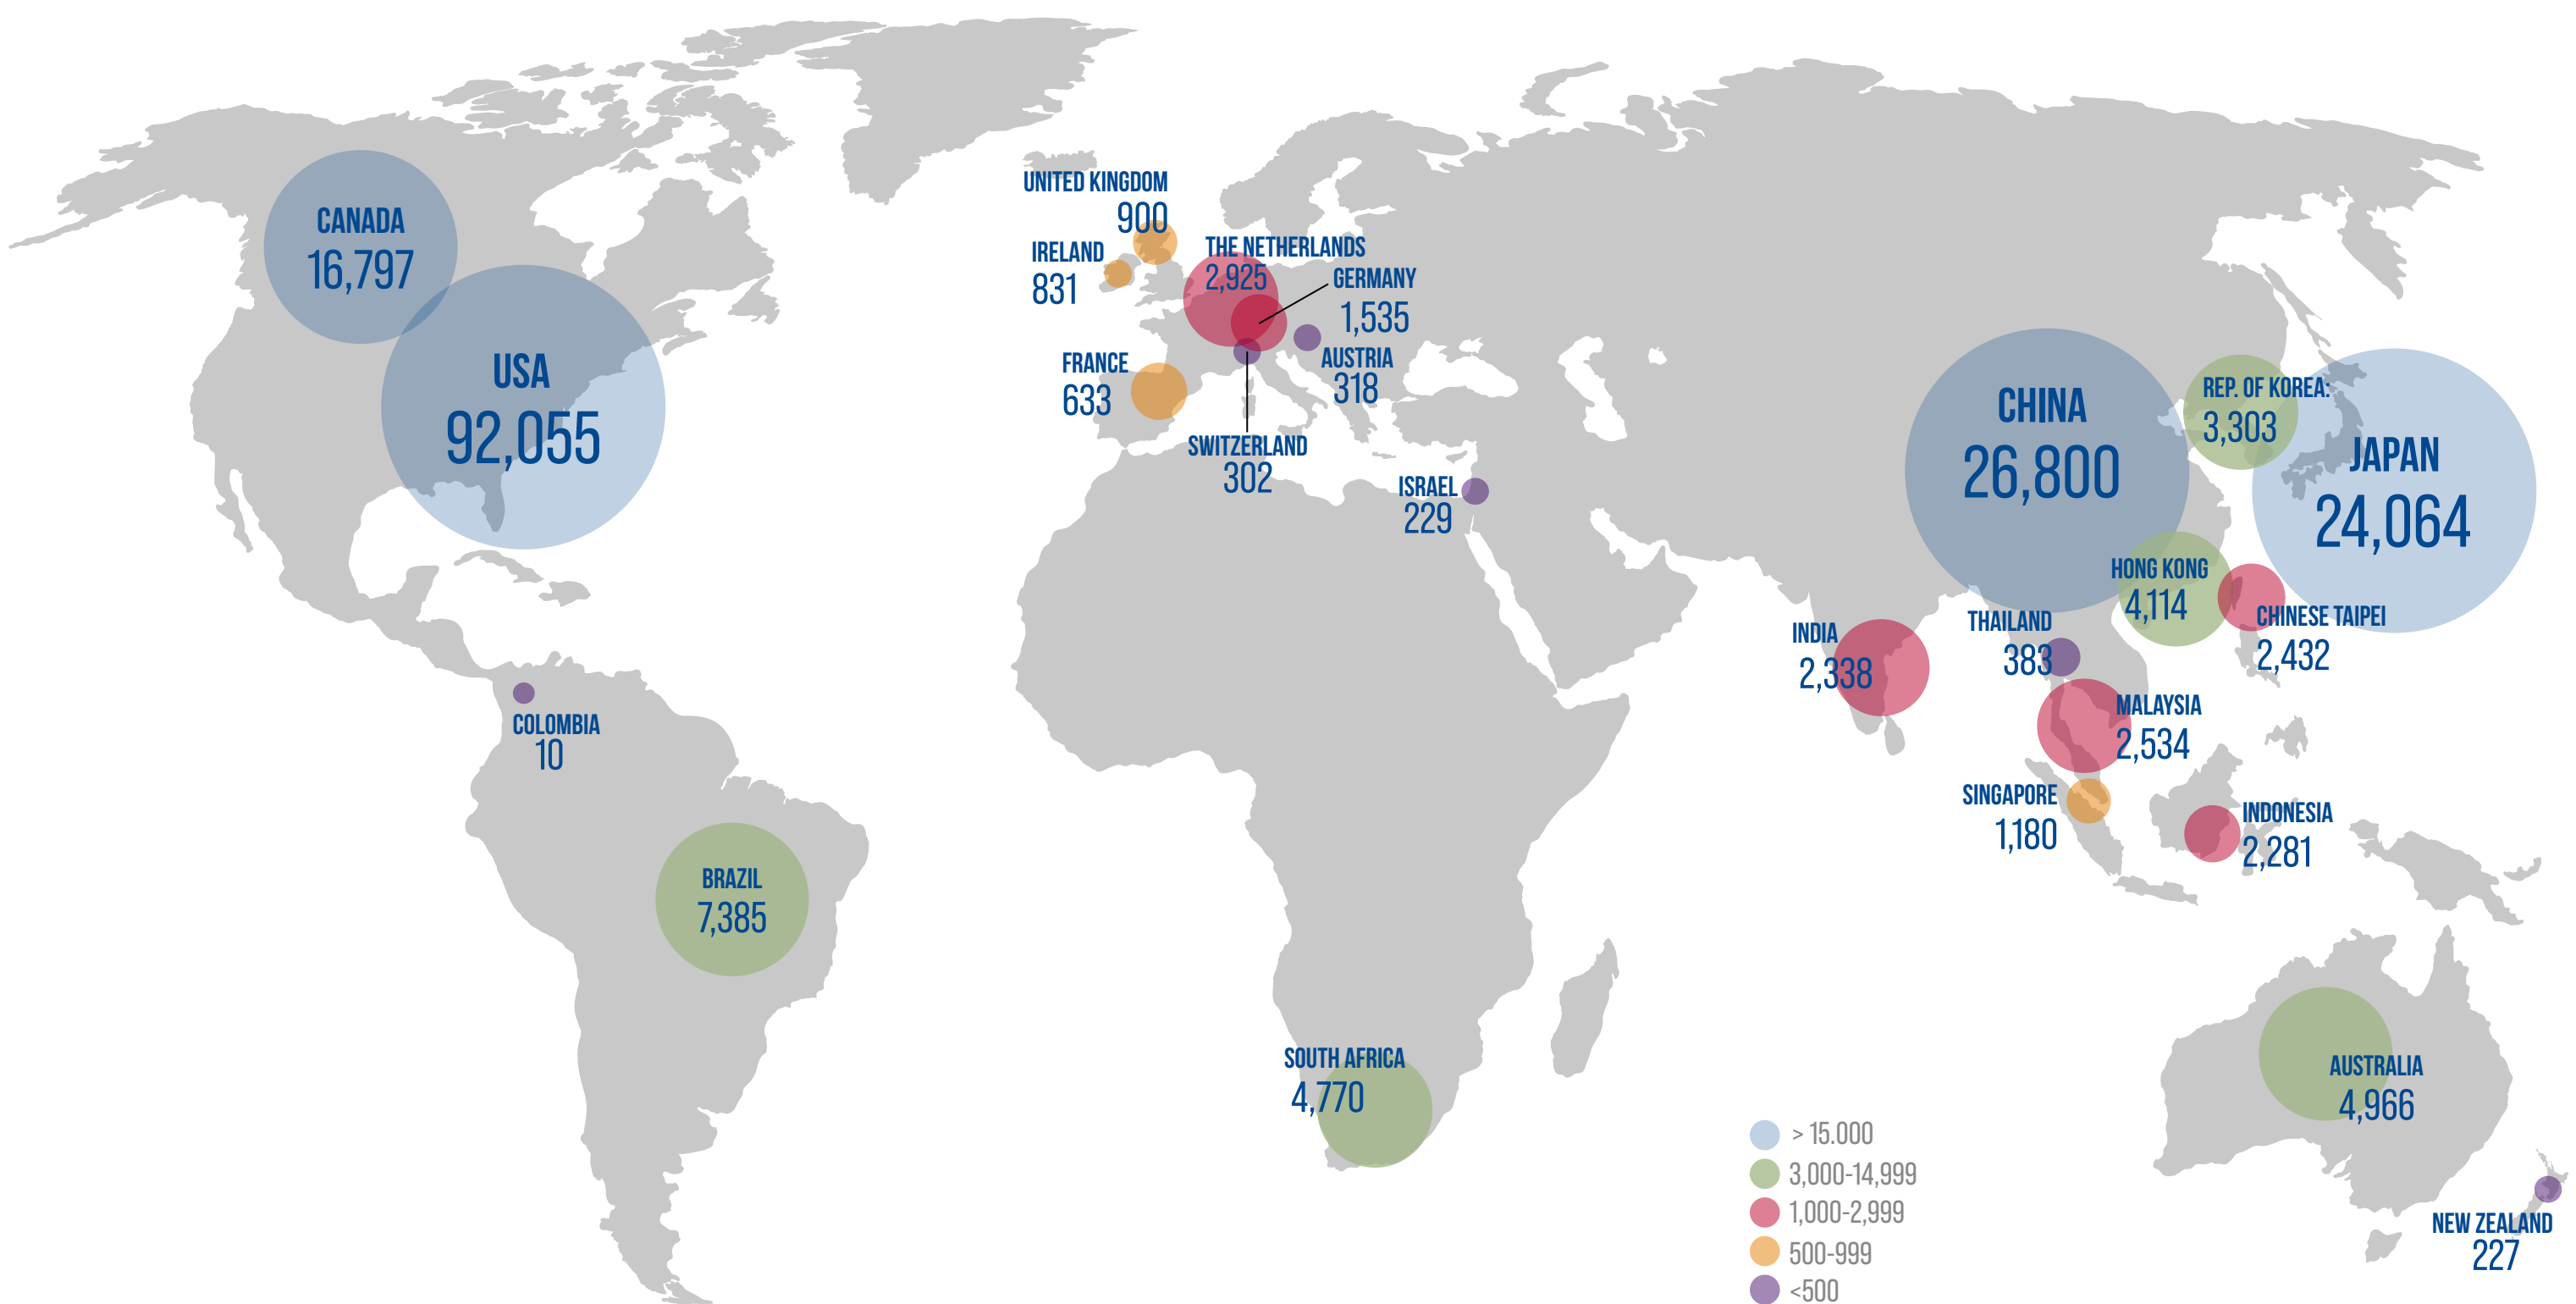 CANADA
16,797
USA
92,055
COLOMBIA
10
BRAZIL
7,385
UNITED KINGDOM
900
IRELAND
831
THE NETHERLANDS
2,925
GERMANY
1,535
FRANCE
633
AUSTRIA
318
SWITZERLAND
302
ISRAEL
229
SOUTH AFRICA
4,770
CHINA
26,800
REP. OF KOREA:
3,303
JAPAN
24,064
HONG KONG
4,114
CHINESE TAIPEI
2,432
INDIA
2,338
THAILAND
383
MALAYSIA
2,534
SINGAPORE
1,180
INDONESIA
2,281
AUSTRALIA
4,966
NEW ZEALAND
227
> 15.000
3,000-14,999
1,000-2,999
500-999
<500